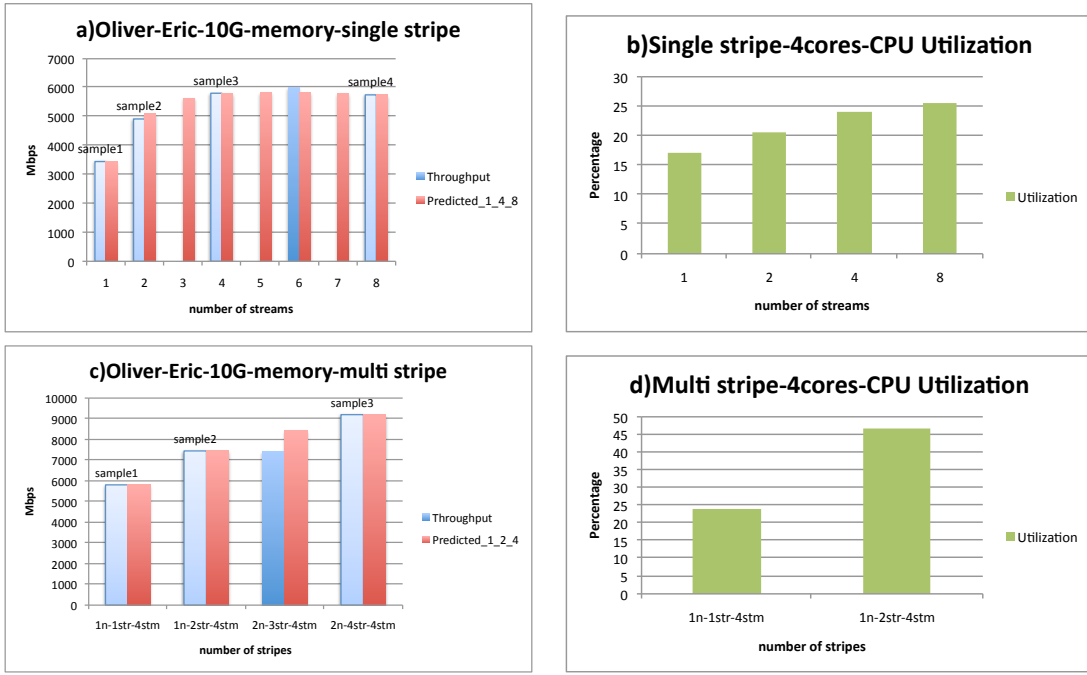 a)Oliver-Eric-10G-memory-single stripe
7000
6000
5000
4000
3000
2000
1000
0
Mbps
sample1
sample2
sample3
sample4
1 2 3 4 5 6 7 8
number of streams
Throughput
Predicted_1_4_8
b)Single stripe-4cores-CPU Utilization
30
25
20
15
10
5
0
Percentage
1 2 4 8
number of streams
Utilization
c)Oliver-Eric-10G-memory-multi stripe
10000
9000
8000
7000
6000
5000
4000
3000
2000
1000
0
Mbps
sample1
sample2
sample3
1n-1str-4stm 1n-2str-4stm 2n-3str-4stm 2n-4str-4stm
number of stripes
Throughput
Predicted_1_2_4
d)Multi stripe-4cores-CPU Utilization
50
45
40
35
30
25
20
15
10
5
0
Percentage
1n-1str-4stm 1n-2str-4stm
number of stripes
Utilization